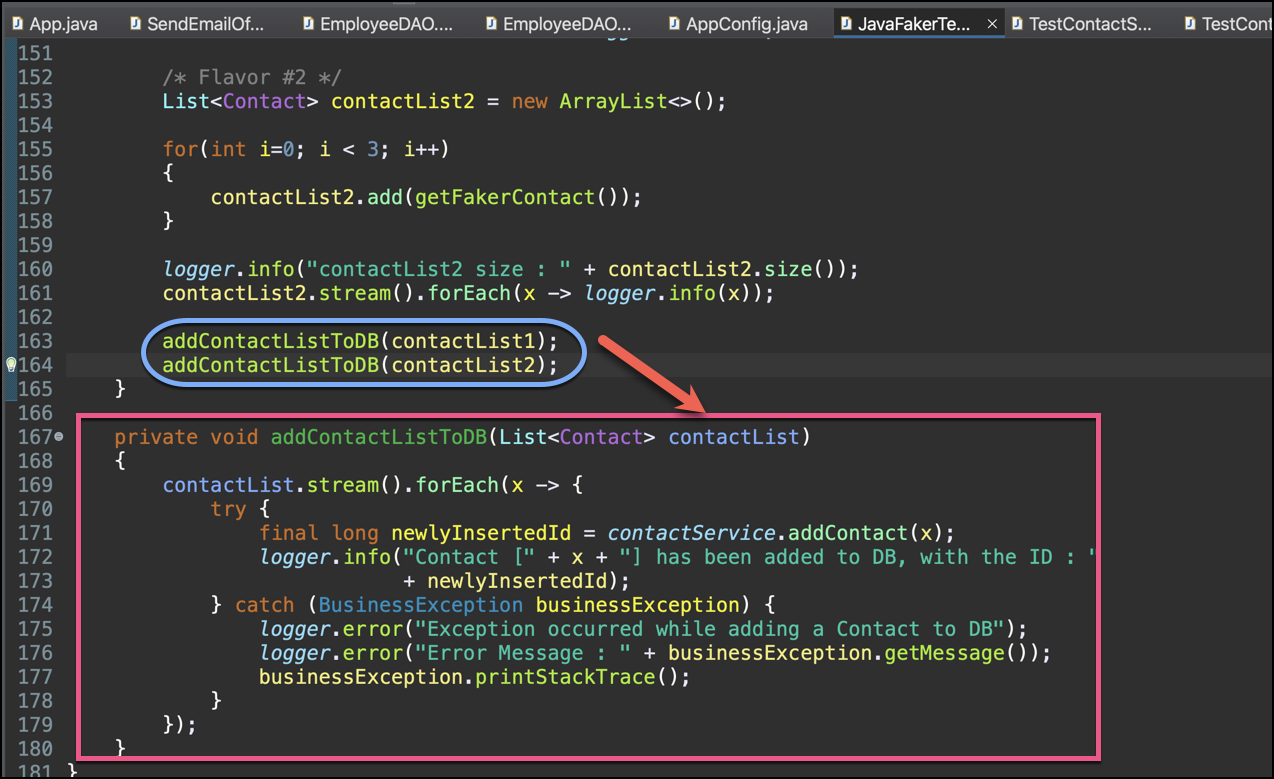 App.java SendEmailOf... EmployeeDAO.... EmployeeDAO... AppConfig.java JavaFakerTe... × TestContactS... TestCont
151
152 /* Flavor #2 */
153 List<Contact> contactList2 = new ArrayList<>();
154
155 for(int i=0; i < 3; i++)
156 {
157 contactList2.add(getFakerContact());
158 }
159
160 logger.info("contactList2 size : " + contactList2.size());
161 contactList2.stream().forEach(x -> logger.info(x));
162
163 addContactListToDB(contactList1);
164 addContactListToDB(contactList2);
165 }
166
167 private void addContactListToDB(List<Contact> contactList)
168 {
169 contactList.stream().forEach(x -> {
170 try {
171 final long newlyInsertedId = contactService.addContact(x);
172 logger.info("Contact [" + x + "] has been added to DB, with the ID : "
173 + newlyInsertedId);
174 } catch (BusinessException businessException) {
175 logger.error("Exception occurred while adding a Contact to DB");
176 logger.error("Error Message : " + businessException.getMessage());
177 businessException.printStackTrace();
178 }
179 });
180 }
181 }